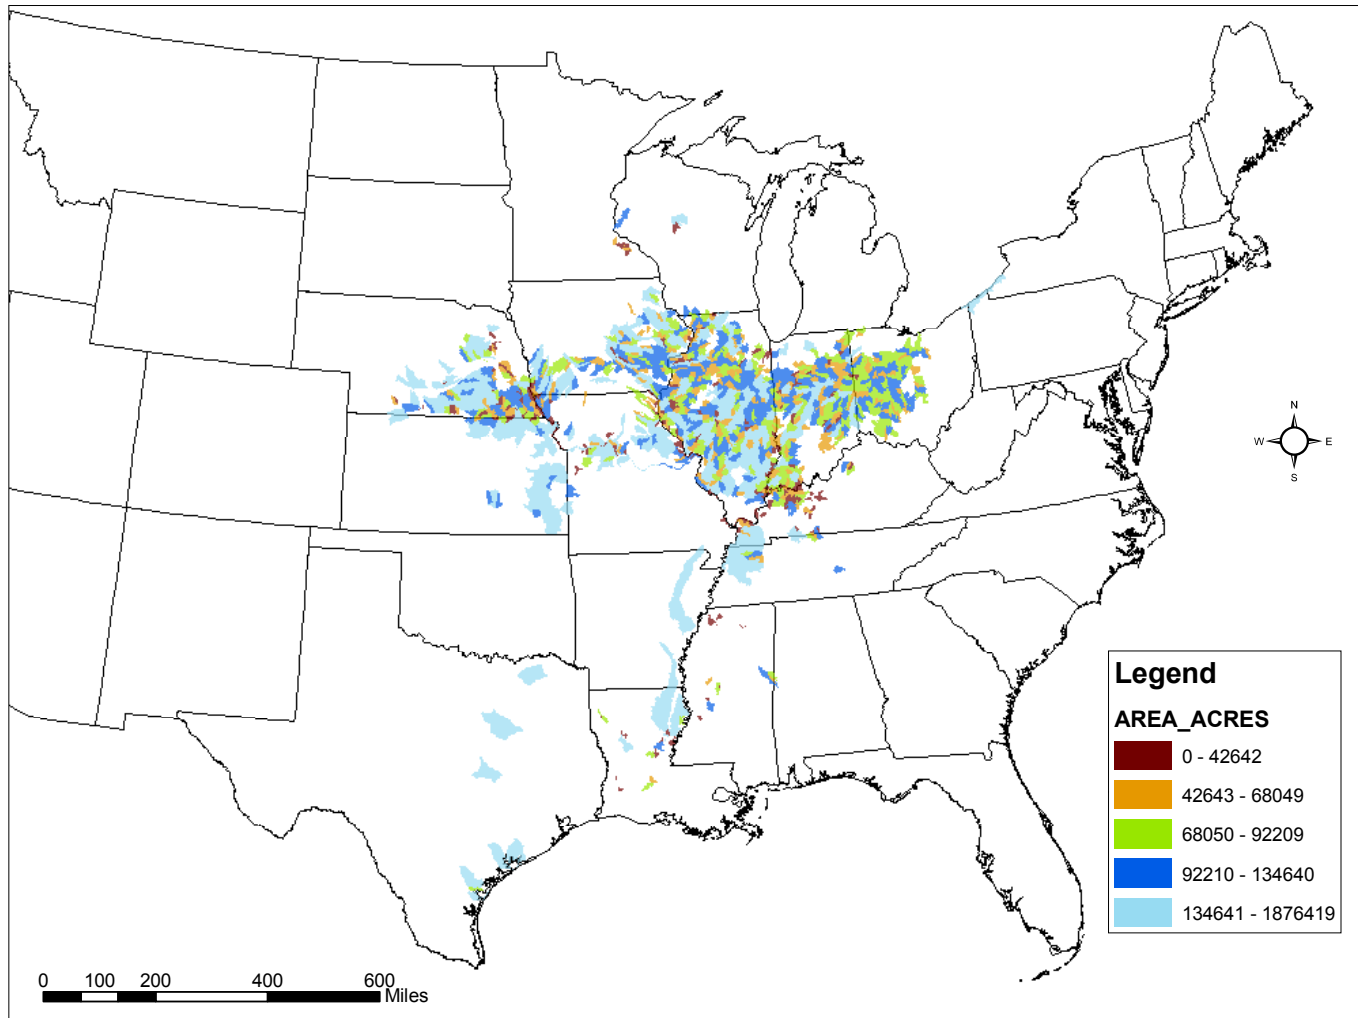 N
W E
S
Legend
AREA_ACRES
0 - 42642
42643 - 68049
68050 - 92209
92210 - 134640
134641 - 1876419
0 100 200 400 600
Miles